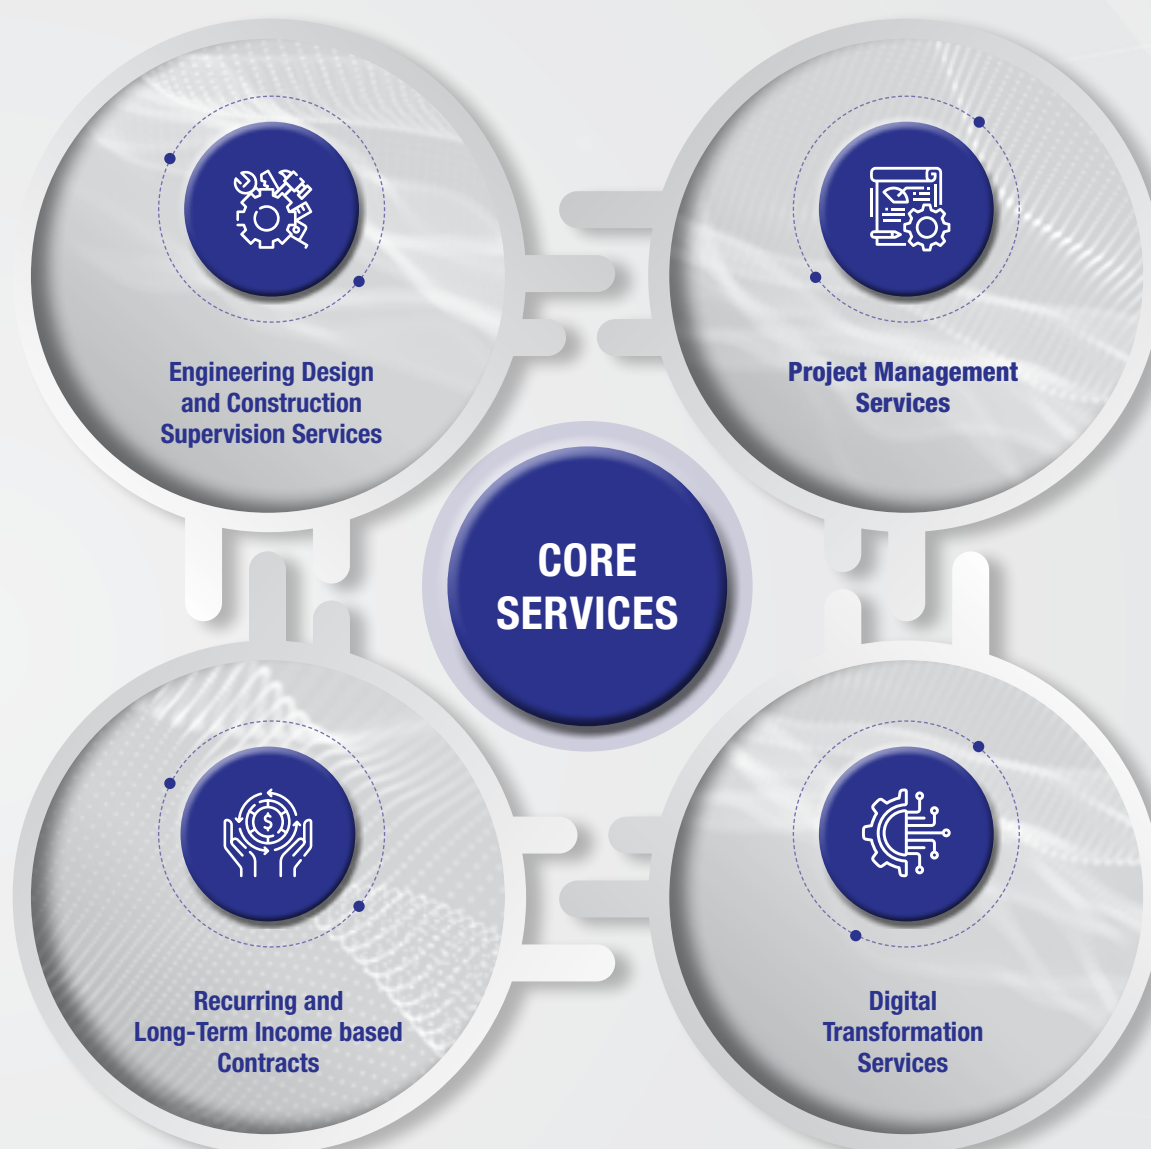 Engineering Design
and Construction
Supervision Services
Project Management
Services
CORE
SERVICES
$
Recurring and
Long-Term Income based
Contracts
Digital
Transformation
Services